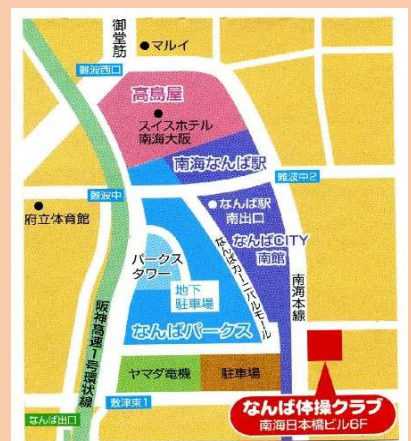 御堂筋
●マルイ
難波西口
高島屋
スイスホテル
南海大阪
南海なんば駅
難波中
難波中2
府立体育館
なんば駅
南出口
なんばCITY
南館
パークス
タワー
なんばカーニバルモール
南海本線
地下
駐車場
阪神高速1号環状線
なんばパークス
ヤマダ電機
駐車場
敷津東1
なんば出口
なんば体操クラブ
南海日本橋ビル6F